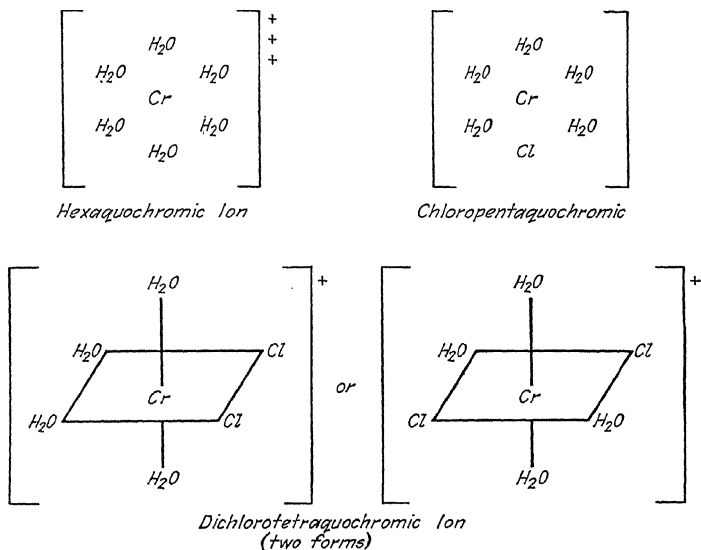 H2O
H2O H2O
Cr
H2O H2O
H2O
+
+
+
Hexaquochromic Ion
H2O
H2O H2O
Cr
H2O H2O
Cl
Chloropentaquochromic
H2O
H2O Cl
Cr
H2O Cl
H2O
+
or
H2O
H2O Cl
Cr
Cl H2O
H2O
+
Dichlorotetraquochromic Ion
(two forms)